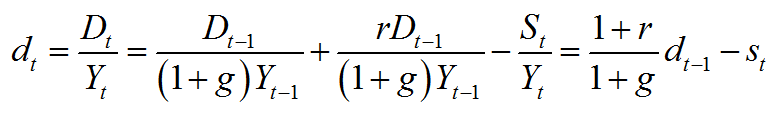 d_t = D_t/Y_t = D_{t-1}/((1+g)Y_{t-1}) + rD_{t-1}/((1+g)Y_{t-1}) − S_t/Y_t = (1+r)/(1+g) d_{t-1} − s_t